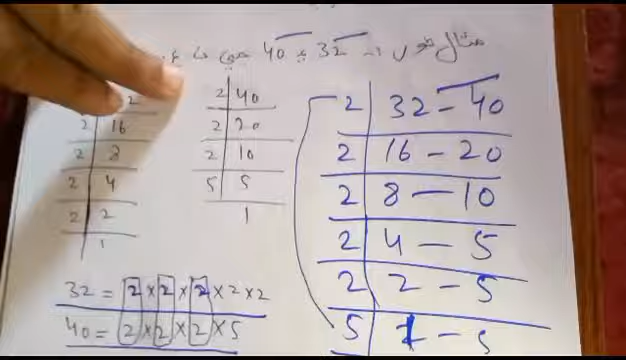 مثال نمبر 1- 32 و 40
2 40
2 16
2 20
2 8
2 10
2 4
5 5
2 2
1
1
32 = 2 × 2 × 2 × 2 × 2
40 = 2 × 2 × 2 × 5
2 32 - 40
2 16 - 20
2 8 - 10
2 4 - 5
2 2 - 5
5 1 - 5